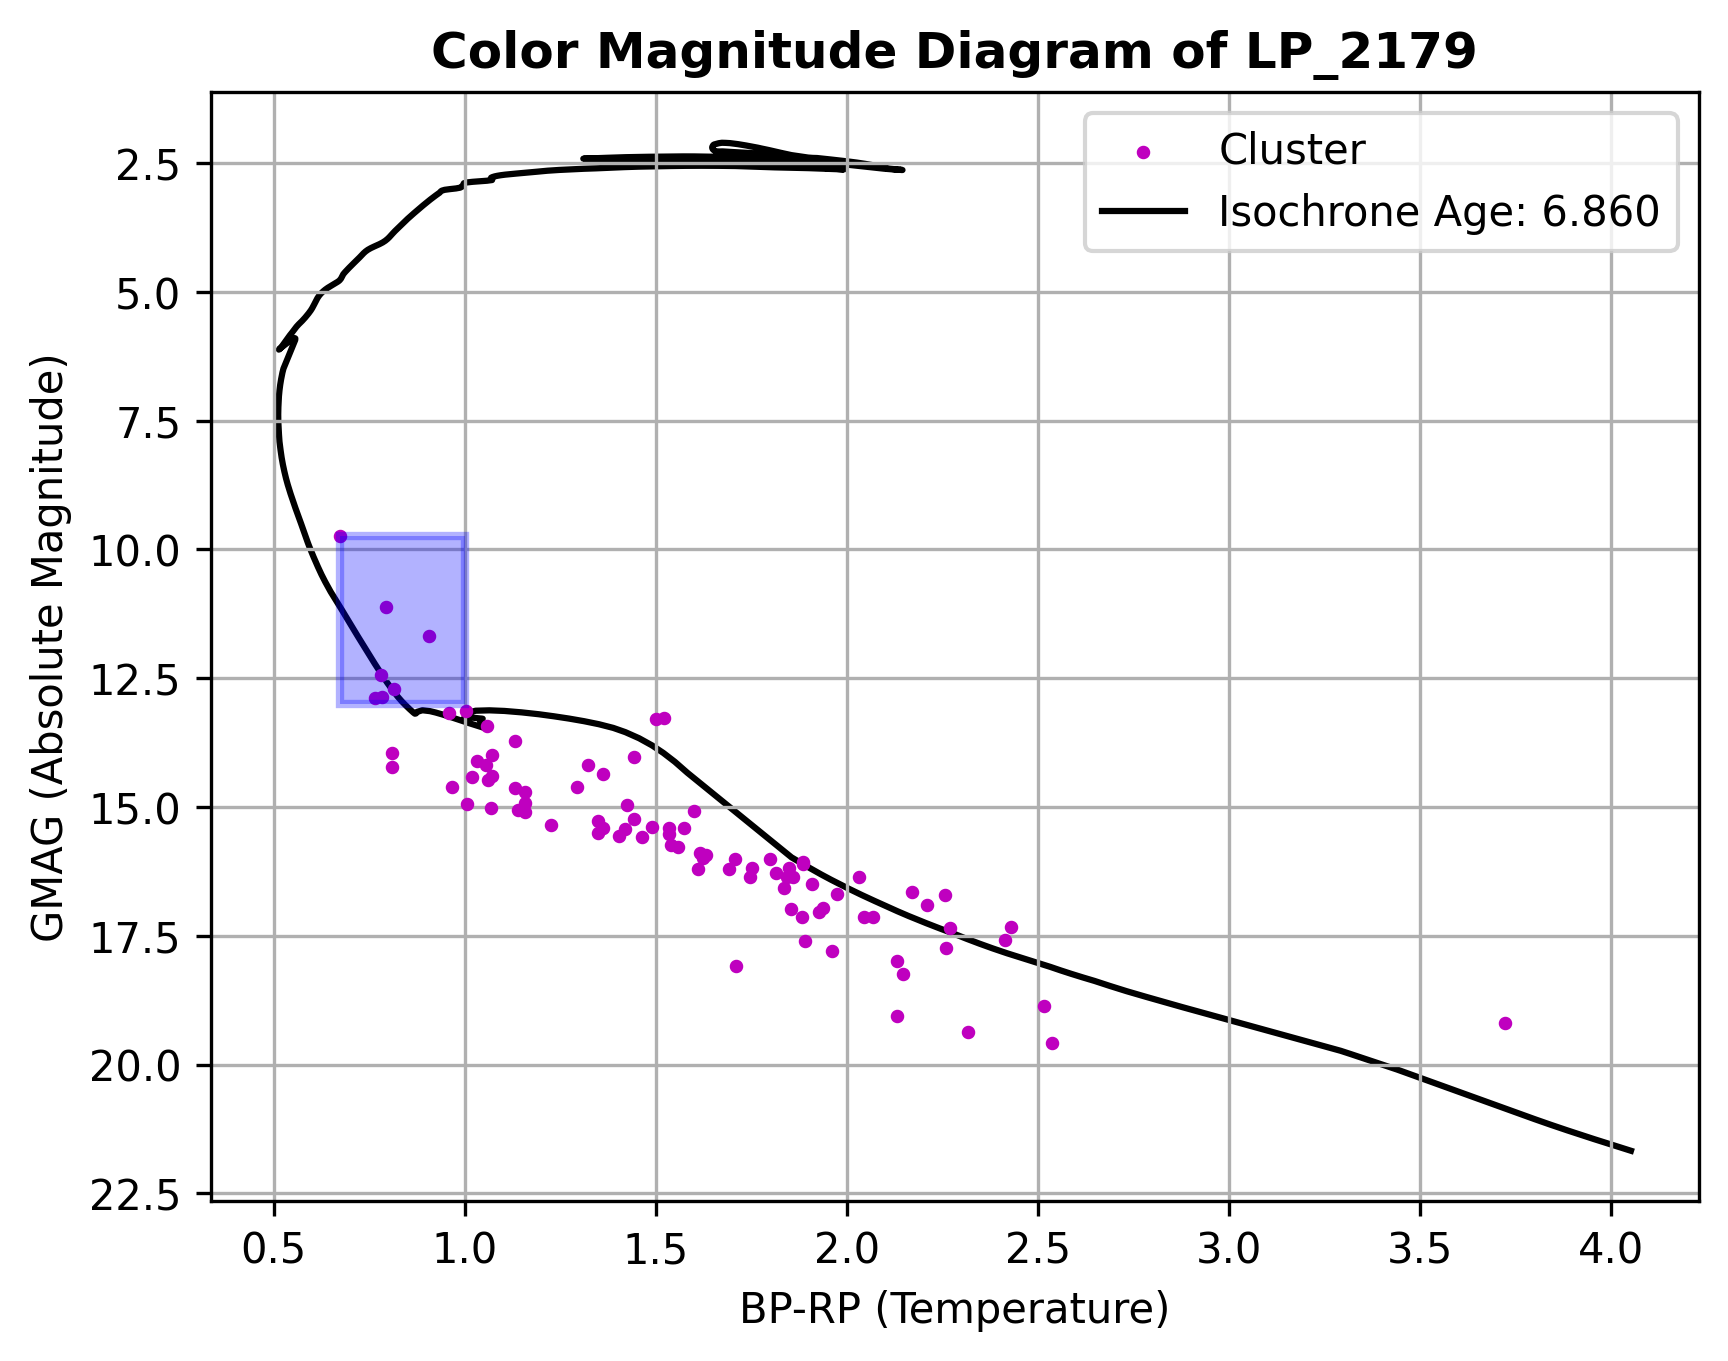 Color Magnitude Diagram of LP_2179
Cluster
Isochrone Age: 6.860
GMAG (Absolute Magnitude)
2.5
5.0
7.5
10.0
12.5
15.0
17.5
20.0
22.5
0.5 1.0 1.5 2.0 2.5 3.0 3.5 4.0
BP-RP (Temperature)